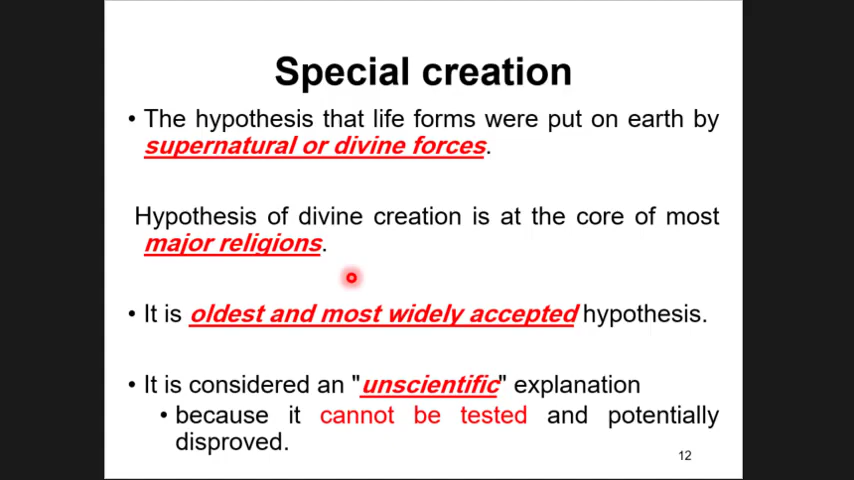 Special creation
• The hypothesis that life forms were put on earth by
supernatural or divine forces.
Hypothesis of divine creation is at the core of most
major religions.
• It is oldest and most widely accepted hypothesis.
• It is considered an "unscientific" explanation
• because it cannot be tested and potentially
disproved.
12